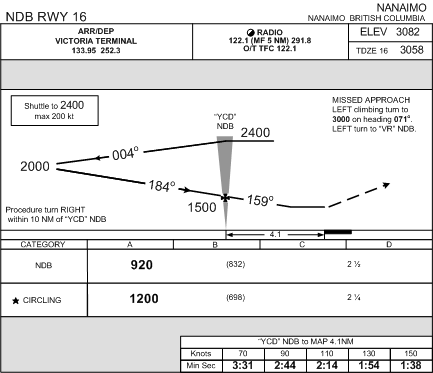 NANAIMO
NDB RWY 16
NANAIMO BRITISH COLUMBIA
ARR/DEP
VICTORIA TERMINAL
133.95 252.3
RADIO
122.1 (MF 5 NM) 291.8
O/T TFC 122.1
ELEV 3082
TDZE 16 3058
Shuttle to 2400
max 200 kt
"YCD"
NDB
MISSED APPROACH
LEFT climbing turn to
3000 on heading 071º.
LEFT turn to "VR" NDB.
2400
004º
2000
184º
1500
159º
Procedure turn RIGHT
within 10 NM of "YCD" NDB
4.1
CATEGORY A B C D
NDB 920 (832) 2 ½
★ CIRCLING 1200 (698) 2 ¼
"YCD" NDB to MAP 4.1NM
Knots 70 90 110 130 150
Min Sec 3:31 2:44 2:14 1:54 1:38